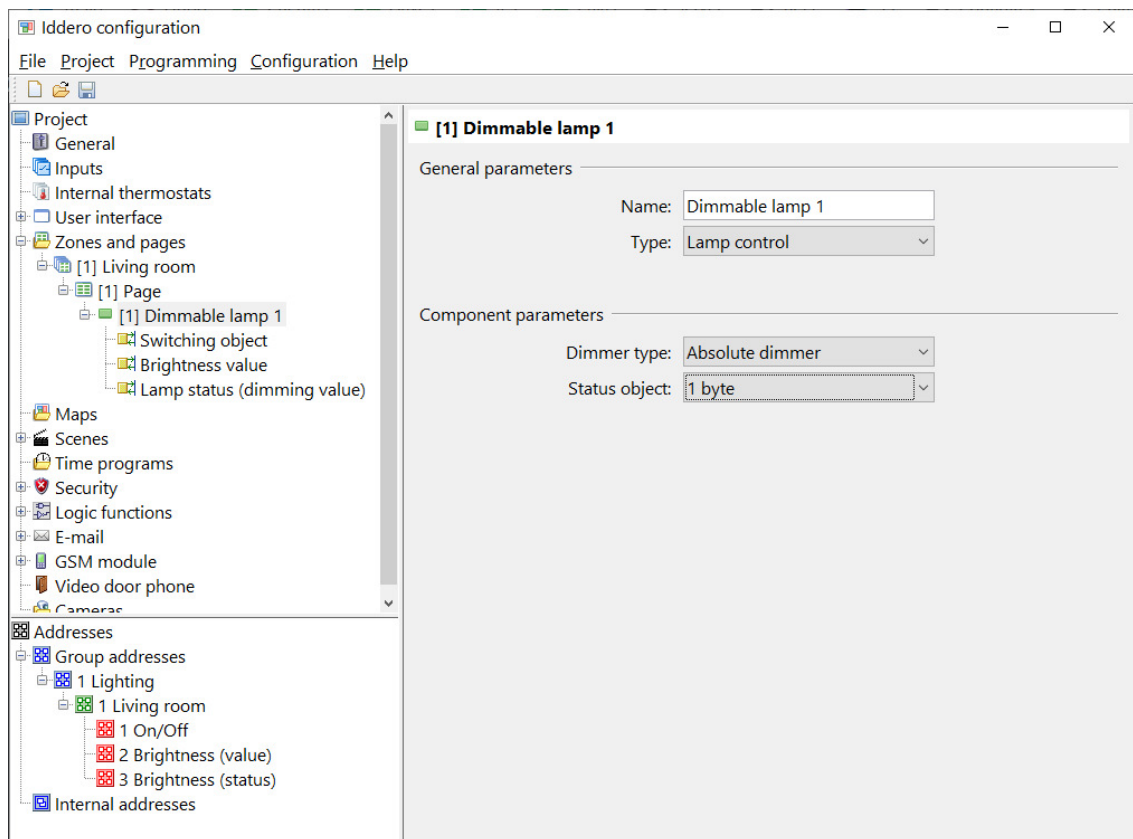 Iddero configuration
File Project Programming Configuration Help
Project
General
Inputs
Internal thermostats
User interface
Zones and pages
[1] Living room
[1] Page
[1] Dimmable lamp 1
Switching object
Brightness value
Lamp status (dimming value)
Maps
Scenes
Time programs
Security
Logic functions
E-mail
GSM module
Video door phone
Cameras
Addresses
Group addresses
1 Lighting
1 Living room
1 On/Off
2 Brightness (value)
3 Brightness (status)
Internal addresses
[1] Dimmable lamp 1
General parameters
Name: Dimmable lamp 1
Type: Lamp control
Component parameters
Dimmer type: Absolute dimmer
Status object: 1 byte